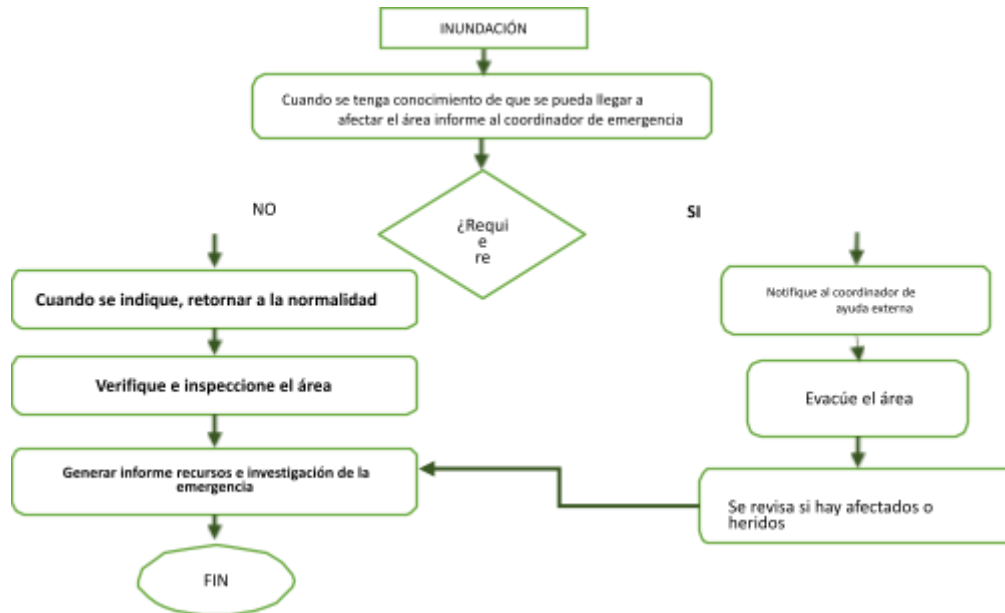 INUNDACIÓN
Cuando se tenga conocimiento de que se pueda llegar a
afectar el área informe al coordinador de emergencia
NO
¿Requi
e
re
SI
Cuando se indique, retornar a la normalidad
Notifique al coordinador de
ayuda externa
Verifique e inspeccione el área
Evacúe el área
Generar informe recursos e investigación de la
emergencia
Se revisa si hay afectados o
heridos
FIN